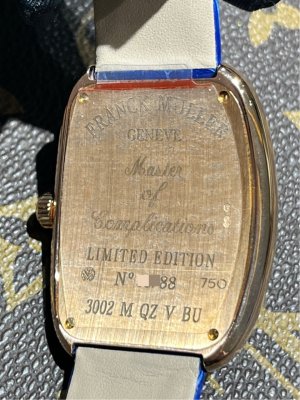 FRANCK MULLER
GENEVE
Master
of
Complications
LIMITED EDITION
N° 88 750
3002 M QZ V BU